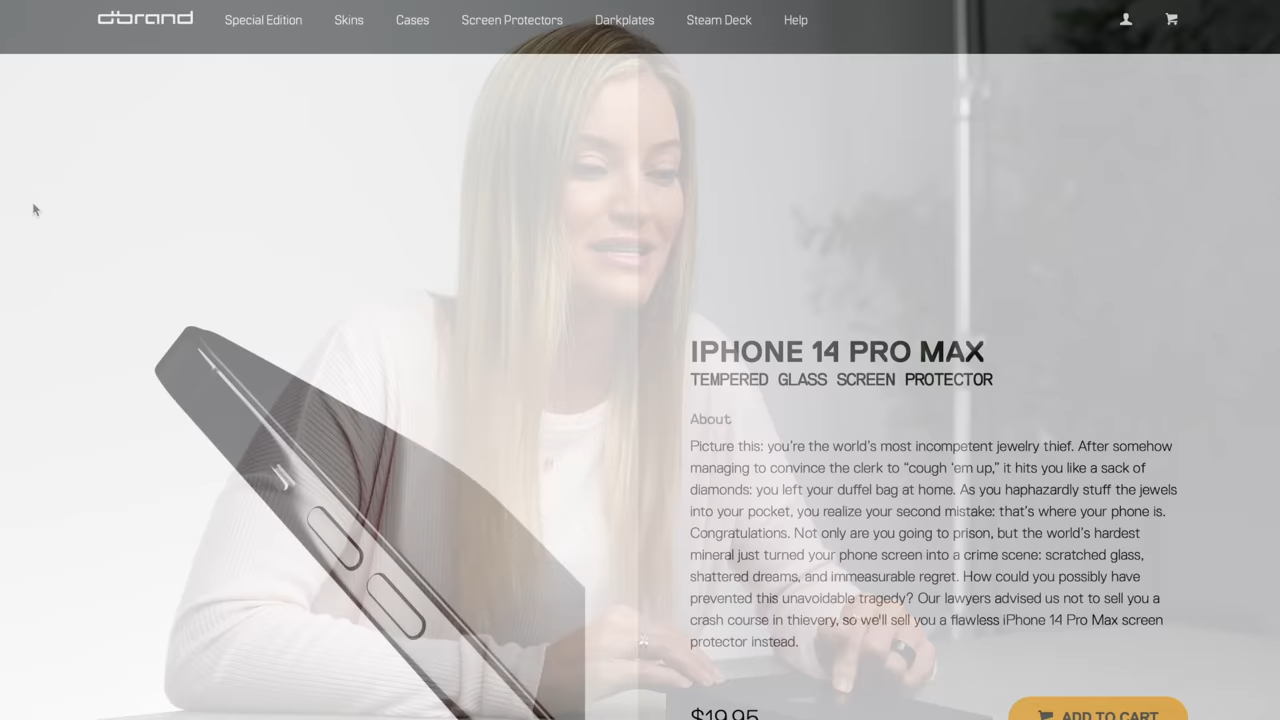 dbrand Special Edition Skins Cases Screen Protectors Darkplates Steam Deck Help
IPHONE 14 PRO MAX
TEMPERED GLASS SCREEN PROTECTOR
About
Picture this: you're the world's most incompetent jewelry thief. After somehow
managing to convince the clerk to “cough ‘em up,” it hits you like a sack of
diamonds: you left your duffel bag at home. As you haphazardly stuff the jewels
into your pocket, you realize your second mistake: that's where your phone is.
Congratulations. Not only are you going to prison, but the world's hardest
mineral just turned your phone screen into a crime scene: scratched glass,
shattered dreams, and immeasurable regret. How could you possibly have
prevented this unavoidable tragedy? Our lawyers advised us not to sell you a
crash course in thievery, so we'll sell you a flawless iPhone 14 Pro Max screen
protector instead.
$19.95 ADD TO CART